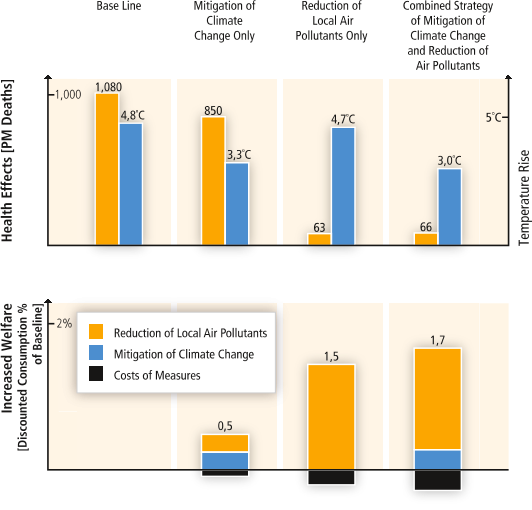 Base Line
Mitigation of
Climate
Change Only
Reduction of
Local Air
Pollutants Only
Combined Strategy
of Mitigation of
Climate Change
and Reduction of
Air Pollutants
Health Effects [PM Deaths]
1,000
1,080
4,8°C
850
3,3°C
63
4,7°C
66
3,0°C
5°C
Temperature Rise
Increased Welfare
[Discounted Consumption %
of Baseline]
2%
Reduction of Local Air Pollutants
Mitigation of Climate Change
Costs of Measures
0,5
1,5
1,7